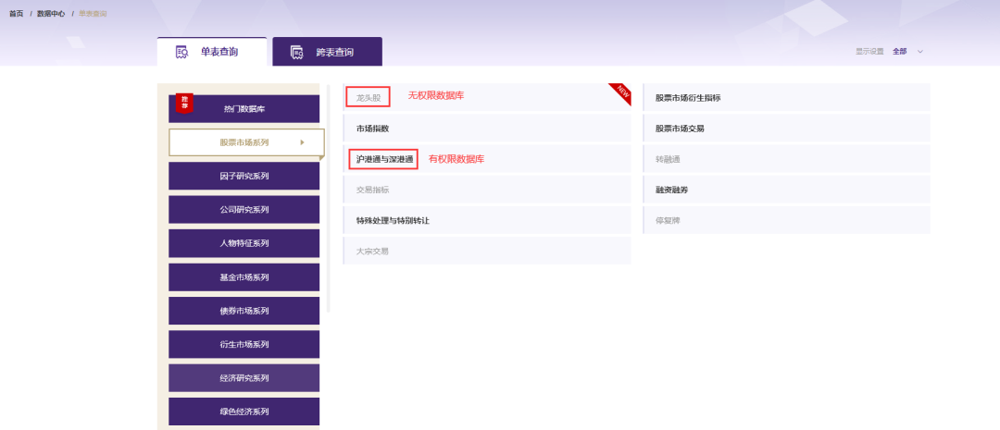 首页 / 数据中心 / 单表查询
单表查询
跨表查询
显示设置 全部
推荐
热门数据库
股票市场系列
因子研究系列
公司研究系列
人物特征系列
基金市场系列
债券市场系列
衍生市场系列
经济研究系列
绿色经济系列
龙头股 无权限数据库
NEW
股票市场衍生指标
市场指数
股票市场交易
沪港通与深港通 有权限数据库
转融通
交易指标
融资融券
特殊处理与特别转让
停复牌
大宗交易